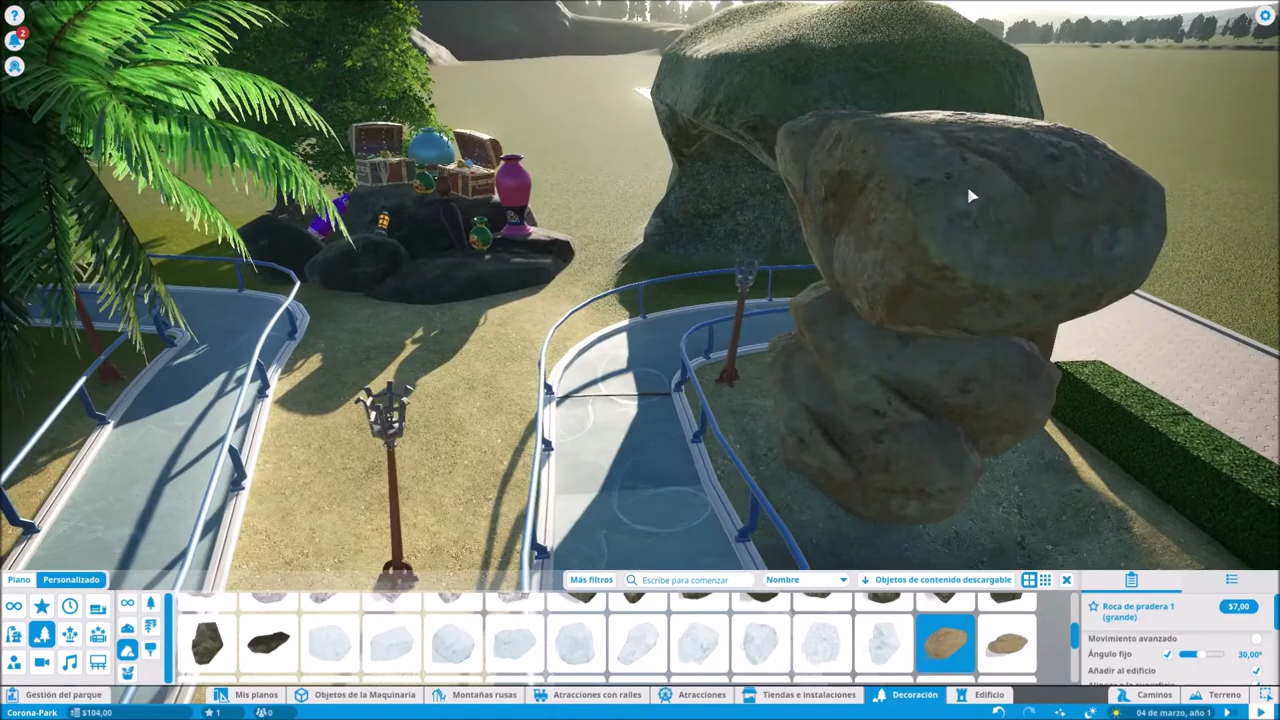 2
Plano
Personalizado
Más filtros
Escribe para comenzar
Nombre
Objetos de contenido descargable
Roca de pradera 1
(grande)
$7,00
Movimiento avanzado
Ángulo fijo
30,00°
Añadir al edificio
Gestión del parque
Mis planos
Objetos de la Maquinaria
Montañas rusas
Atracciones con raíles
Atracciones
Tiendas e instalaciones
Decoración
Edificio
Caminos
Terreno
Corona-Park
$104,00
1
0
04 de marzo, año 1